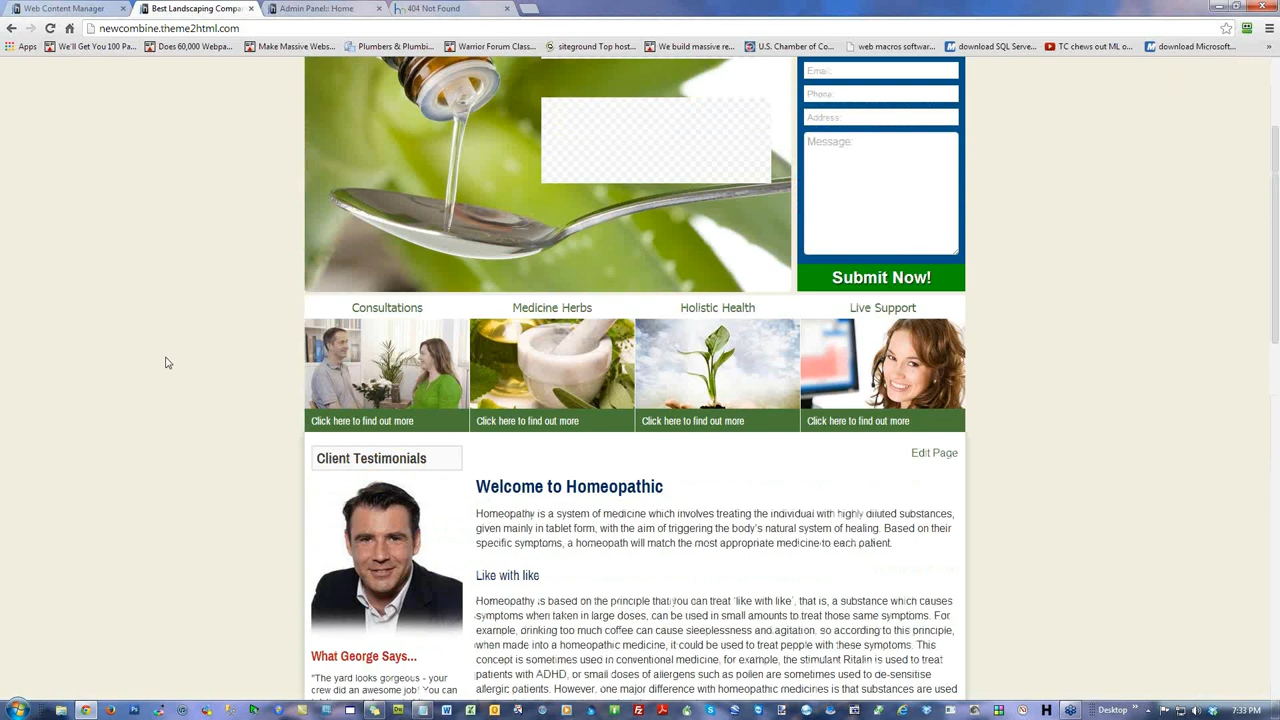 Web Content Manager
Best Landscaping Compa
Admin Panel:: Home
404 Not Found
newcombine.theme2html.com
Apps
We'll Get You 100 Pa...
Does 60,000 Webpa...
Make Massive Webs...
Plumbers & Plumbi...
Warrior Forum Class...
siteground Top host...
We build massive re...
U.S. Chamber of Co...
web macros softwar...
download SQL Serve...
TC chews out ML o...
download Microsoft...
Email:
Phone:
Address:
Message:
Submit Now!
Consultations
Medicine Herbs
Holistic Health
Live Support
Click here to find out more
Click here to find out more
Click here to find out more
Click here to find out more
Client Testimonials
Edit Page
Welcome to Homeopathic
Homeopathy is a system of medicine which involves treating the individual with highly diluted substances,
given mainly in tablet form, with the aim of triggering the body's natural system of healing. Based on their
specific symptoms, a homeopath will match the most appropriate medicine to each patient.
Like with like
Homeopathy is based on the principle that you can treat 'like with like', that is, a substance which causes
symptoms when taken in large doses, can be used in small amounts to treat those same symptoms. For
example, drinking too much coffee can cause sleeplessness and agitation, so according to this principle,
when made into a homeopathic medicine, it could be used to treat people with these symptoms. This
concept is sometimes used in conventional medicine, for example, the stimulant Ritalin is used to treat
patients with ADHD, or small doses of allergens such as pollen are sometimes used to de-sensitise
allergic patients. However, one major difference with homeopathic medicines is that substances are used
What George Says...
"The yard looks gorgeous - your
crew did an awesome job! You can
Desktop
7:33 PM